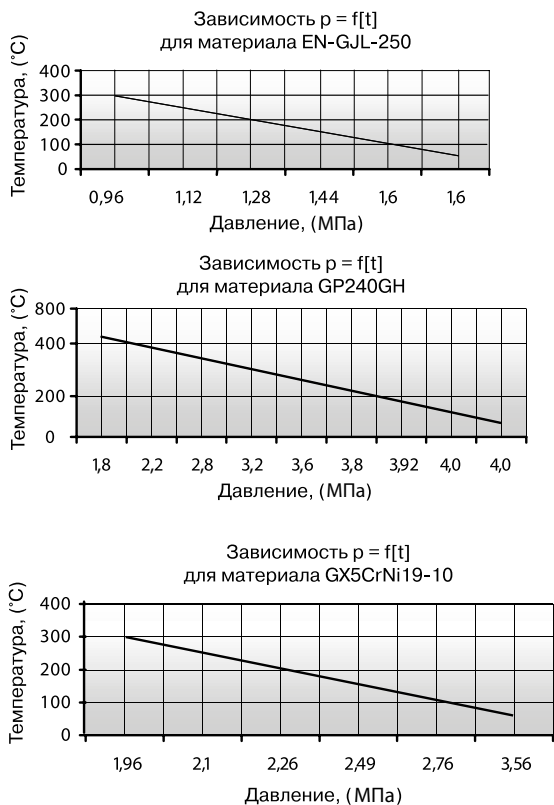 Зависимость p = f[t]
для материала EN-GJL-250
Температура, (°C)
400
300
200
100
0
0,96 1,12 1,28 1,44 1,6 1,6
Давление, (МПа)
Зависимость p = f[t]
для материала GP240GH
Температура, (°C)
800
400
200
0
1,8 2,2 2,8 3,2 3,6 3,8 3,92 4,0 4,0
Давление, (МПа)
Зависимость p = f[t]
для материала GX5CrNi19-10
Температура, (°C)
400
300
200
100
0
1,96 2,1 2,26 2,49 2,76 3,56
Давление, (МПа)